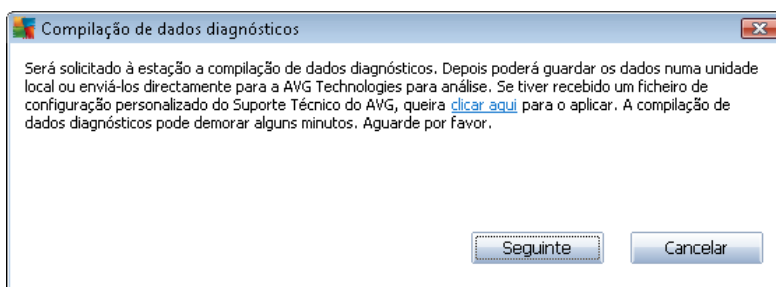 Compilação de dados diagnósticos
Será solicitado à estação a compilação de dados diagnósticos. Depois poderá guardar os dados numa unidade
local ou enviá-los directamente para a AVG Technologies para análise. Se tiver recebido um ficheiro de
configuração personalizado do Suporte Técnico do AVG, queira clicar aqui para o aplicar. A compilação de
dados diagnósticos pode demorar alguns minutos. Aguarde por favor.
Seguinte
Cancelar